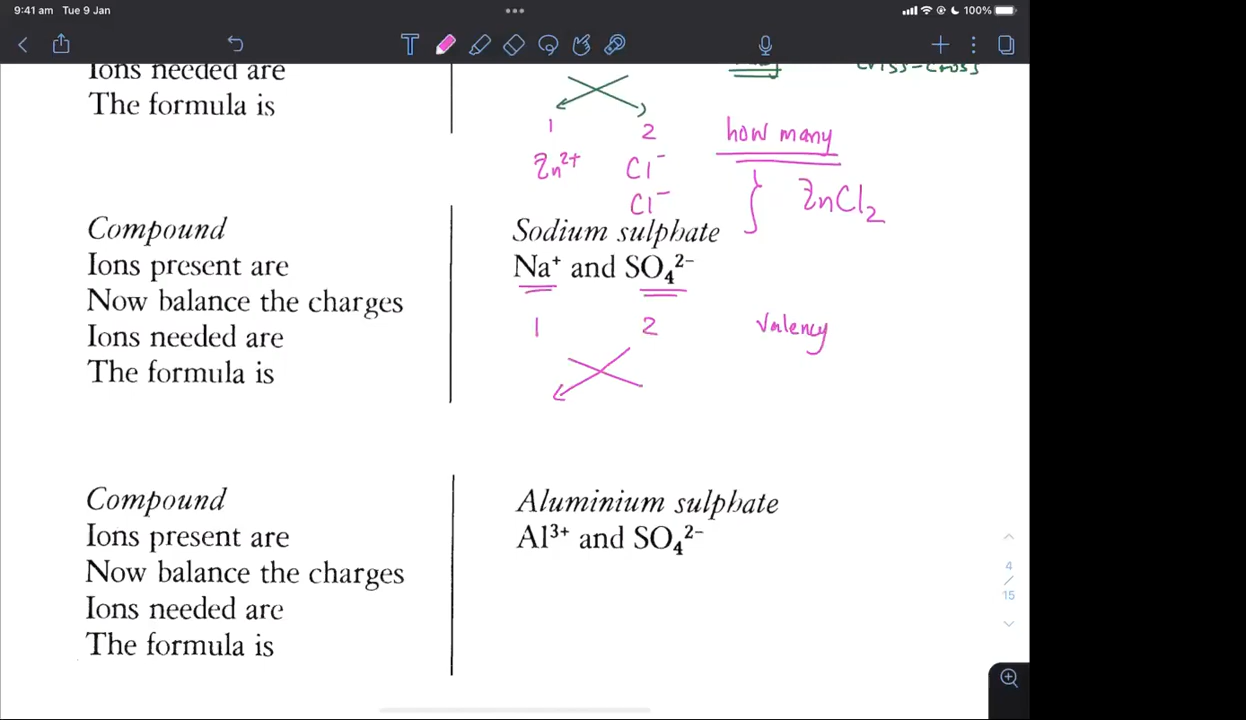 9:41 am Tue 9 Jan
100%
T
Ions needed are
criss-cross
The formula is
1 2 how many
Zn²⁺ Cl⁻
Cl⁻ } ZnCl₂
Compound Sodium sulphate
Ions present are Na⁺ and SO₄²⁻
Now balance the charges
Ions needed are 1 2 Valency
The formula is
Compound Aluminium sulphate
Ions present are Al³⁺ and SO₄²⁻
Now balance the charges
Ions needed are
The formula is
4
/
15